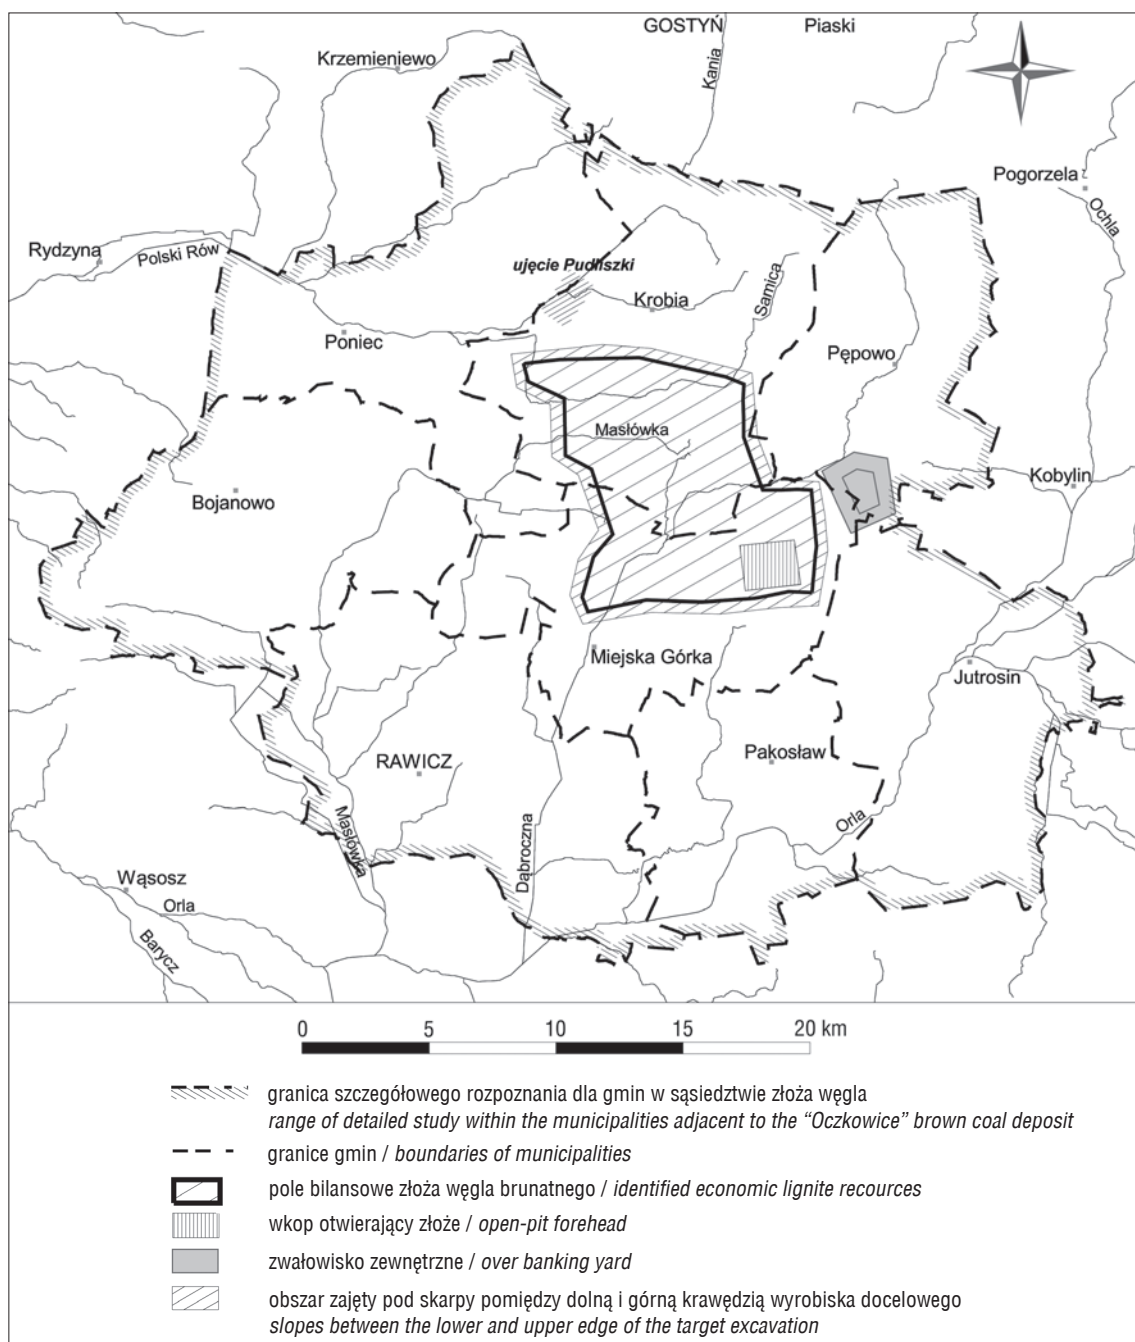 GOSTYŃ
Piaski
Krzemieniewo
Kania
Pogorzela
Ochla
Rydzyna
Polski Rów
ujęcie Pudliszki
Samica
Krobia
Poniec
Pępowo
Masłówka
Bojanowo
Kobylin
Miejska Górka
Jutrosin
RAWICZ
Pakosław
Masłówka
Dąbroczna
Orla
Wąsosz
Orla
Barycz
0 5 10 15 20 km
granica szczegółowego rozpoznania dla gmin w sąsiedztwie złoża węgla
range of detailed study within the municipalities adjacent to the “Oczkowice” brown coal deposit
granice gmin / boundaries of municipalities
pole bilansowe złoża węgla brunatnego / identified economic lignite recources
wkop otwierający złoże / open-pit forehead
zwałowisko zewnętrzne / over banking yard
obszar zajęty pod skarpy pomiędzy dolną i górną krawędzią wyrobiska docelowego
slopes between the lower and upper edge of the target excavation